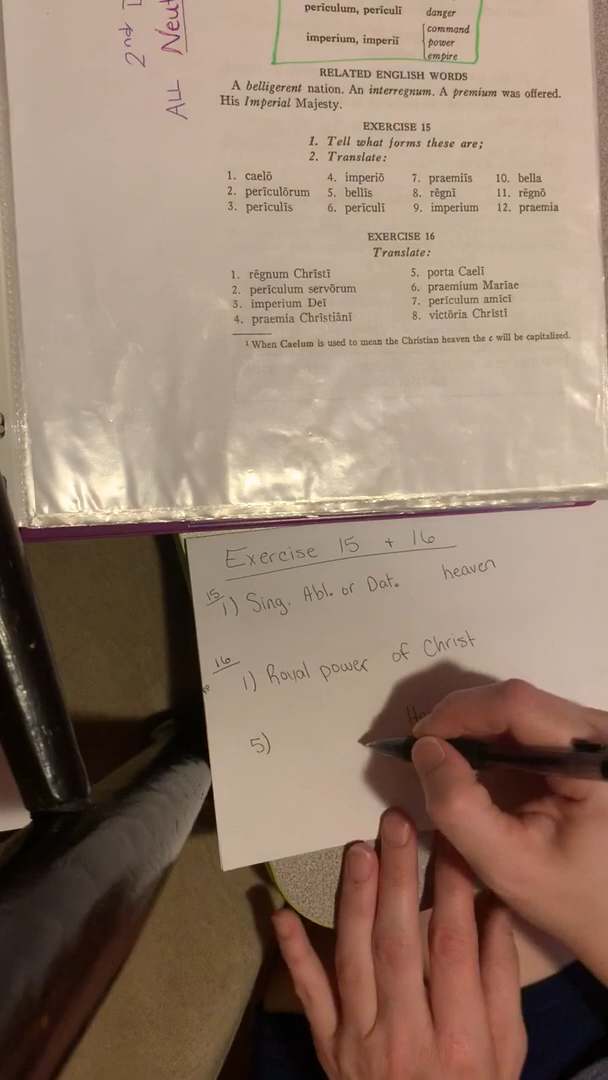 2nd
ALL Neut
perīculum, perīculī danger
imperium, imperiī command
power
empire
RELATED ENGLISH WORDS
A belligerent nation. An interregnum. A premium was offered.
His Imperial Majesty.
EXERCISE 15
1. Tell what forms these are;
2. Translate:
1. caelō 4. imperiō 7. praemiīs 10. bella
2. perīculōrum 5. bellīs 8. rēgnī 11. rēgnō
3. perīculīs 6. perīculī 9. imperium 12. praemia
EXERCISE 16
Translate:
1. rēgnum Chrīstī 5. porta Caelī
2. perīculum servōrum 6. praemium Marīae
3. imperium Deī 7. perīculum amīcī
4. praemia Chrīstiānī 8. victōria Chrīstī
1 When Caelum is used to mean the Christian heaven the c will be capitalized.
Exercise 15 + 16
15
1) Sing. Abl. or Dat. heaven
16
1) Royal power of Christ
5)